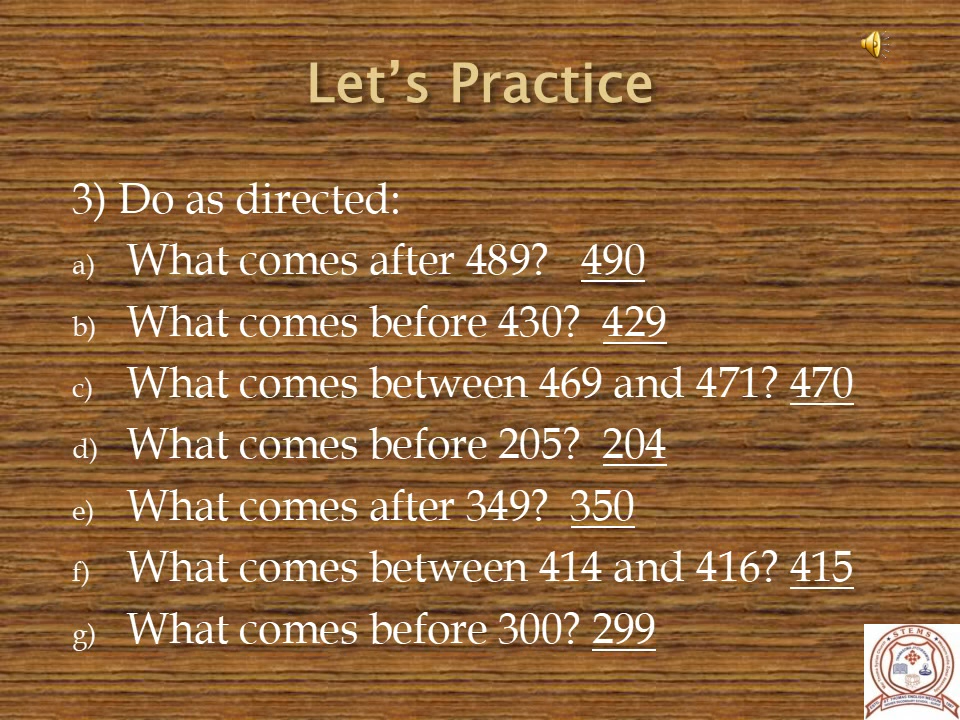 Let’s Practice
3) Do as directed:
a) What comes after 489? 490
b) What comes before 430? 429
c) What comes between 469 and 471? 470
d) What comes before 205? 204
e) What comes after 349? 350
f) What comes between 414 and 416? 415
g) What comes before 300? 299
STEMS